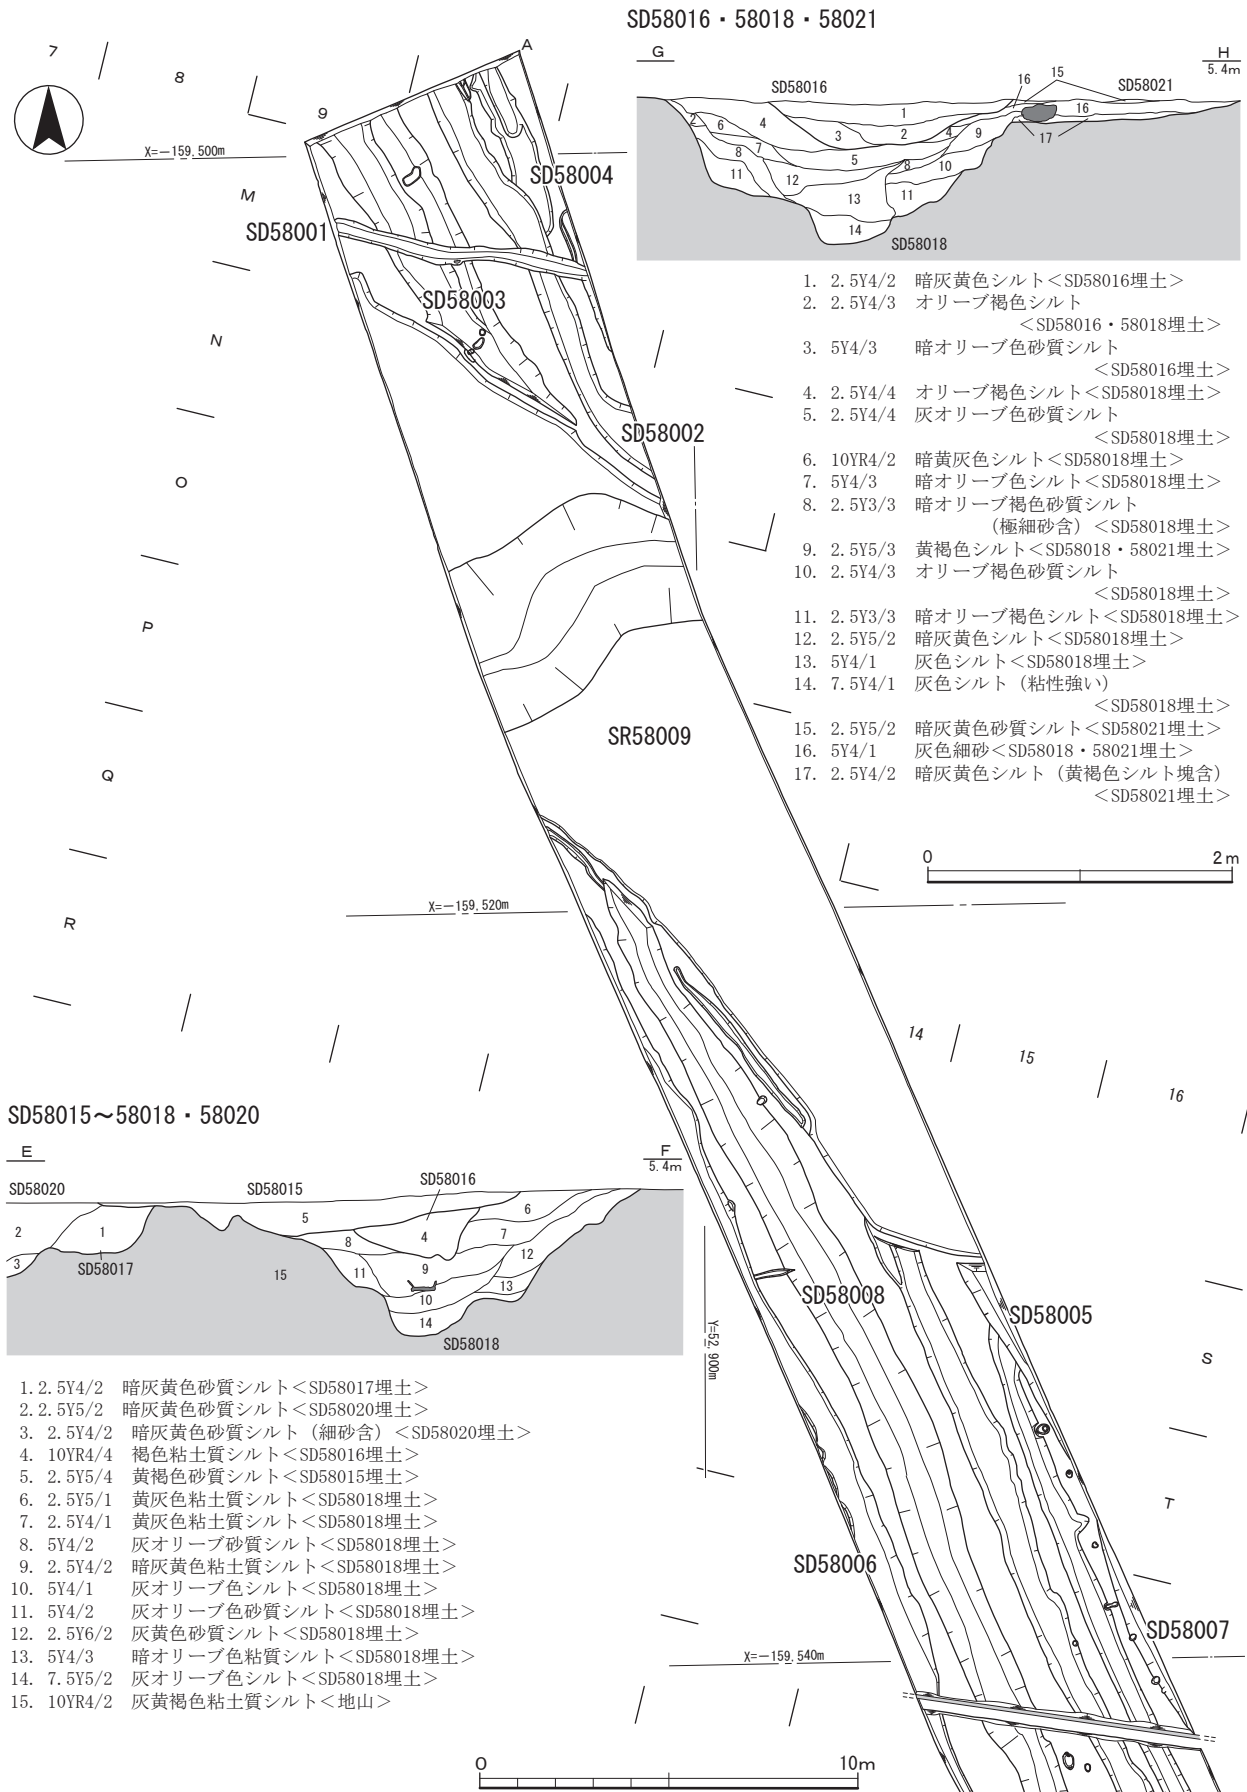 SD58016・58018・58021
G
H
5.4m
SD58016
16
15
SD58021
1
2
6
4
3
2
4
9
16
17
8
7
5
8
10
11
12
13
11
14
SD58018
1. 2.5Y4/2 暗灰黄色シルト＜SD58016埋土＞
2. 2.5Y4/3 オリーブ褐色シルト
＜SD58016・58018埋土＞
3. 5Y4/3 暗オリーブ色砂質シルト
＜SD58016埋土＞
4. 2.5Y4/4 オリーブ褐色シルト＜SD58018埋土＞
5. 2.5Y4/4 灰オリーブ色砂質シルト
＜SD58018埋土＞
6. 10YR4/2 暗黄灰色シルト＜SD58018埋土＞
7. 5Y4/3 暗オリーブ色シルト＜SD58018埋土＞
8. 2.5Y3/3 暗オリーブ褐色砂質シルト
（極細砂含）＜SD58018埋土＞
9. 2.5Y5/3 黄褐色シルト＜SD58018・58021埋土＞
10. 2.5Y4/3 オリーブ褐色砂質シルト
＜SD58018埋土＞
11. 2.5Y3/3 暗オリーブ褐色シルト＜SD58018埋土＞
12. 2.5Y5/2 暗灰黄色シルト＜SD58018埋土＞
13. 5Y4/1 灰色シルト＜SD58018埋土＞
14. 7.5Y4/1 灰色シルト（粘性強い）
＜SD58018埋土＞
15. 2.5Y5/2 暗灰黄色砂質シルト＜SD58021埋土＞
16. 5Y4/1 灰色細砂＜SD58018・58021埋土＞
17. 2.5Y4/2 暗灰黄色シルト（黄褐色シルト塊含）
＜SD58021埋土＞
0 2m
7
8
9
A
X=-159,500m
M
N
O
P
Q
R
SD58004
SD58001
SD58003
SD58002
SR58009
X=-159,520m
14
15
16
S
T
SD58008
SD58005
Y=52,900m
SD58006
SD58007
X=-159,540m
SD58015～58018・58020
E
F
5.4m
SD58020
SD58015
SD58016
2
1
3
SD58017
5
6
4
7
8
9
12
11
15
10
13
14
SD58018
1. 2.5Y4/2 暗灰黄色砂質シルト＜SD58017埋土＞
2. 2.5Y5/2 暗灰黄色砂質シルト＜SD58020埋土＞
3. 2.5Y4/2 暗灰黄色砂質シルト（細砂含）＜SD58020埋土＞
4. 10YR4/4 褐色粘土質シルト＜SD58016埋土＞
5. 2.5Y5/4 黄褐色砂質シルト＜SD58015埋土＞
6. 2.5Y5/1 黄灰色粘土質シルト＜SD58018埋土＞
7. 2.5Y4/1 黄灰色粘土質シルト＜SD58018埋土＞
8. 5Y4/2 灰オリーブ砂質シルト＜SD58018埋土＞
9. 2.5Y4/2 暗灰黄色粘土質シルト＜SD58018埋土＞
10. 5Y4/1 灰オリーブ色シルト＜SD58018埋土＞
11. 5Y4/2 灰オリーブ色砂質シルト＜SD58018埋土＞
12. 2.5Y6/2 灰黄色砂質シルト＜SD58018埋土＞
13. 5Y4/3 暗オリーブ色粘質シルト＜SD58018埋土＞
14. 7.5Y5/2 灰オリーブ色シルト＜SD58018埋土＞
15. 10YR4/2 灰黄褐色粘土質シルト＜地山＞
0 10m